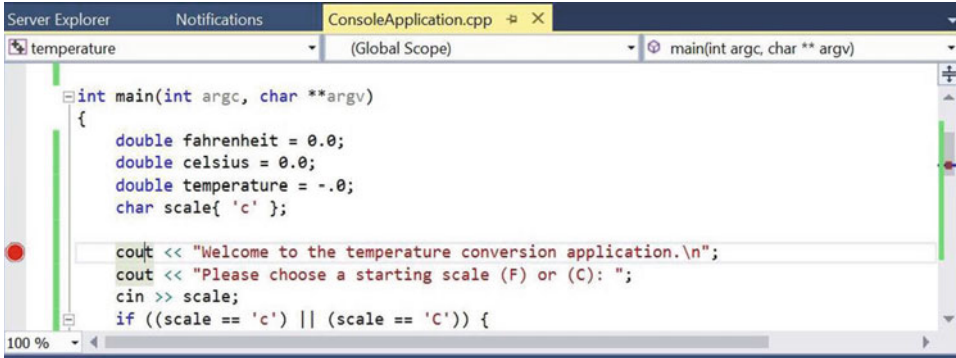 Server Explorer Notifications ConsoleApplication.cpp
temperature (Global Scope) main(int argc, char ** argv)
int main(int argc, char **argv)
{
double fahrenheit = 0.0;
double celsius = 0.0;
double temperature = -.0;
char scale{ 'c' };
cout << "Welcome to the temperature conversion application.\n";
cout << "Please choose a starting scale (F) or (C): ";
cin >> scale;
if ((scale == 'c') || (scale == 'C')) {
100 %